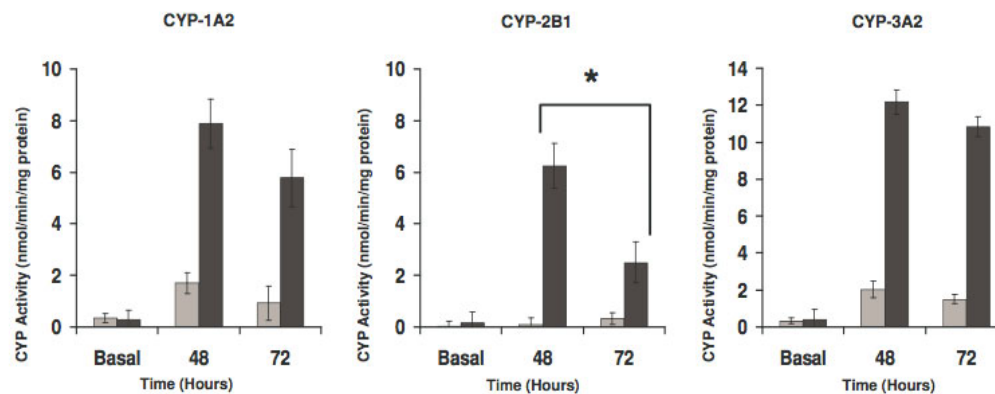 CYP-1A2
CYP Activity (nmol/min/mg protein)
10
8
6
4
2
0
Basal 48 72
Time (Hours)
CYP-2B1
CYP Activity (nmol/min/mg protein)
10
8
6
4
2
0
*
Basal 48 72
Time (Hours)
CYP-3A2
CYP Activity (nmol/min/mg protein)
14
12
10
8
6
4
2
0
Basal 48 72
Time (Hours)